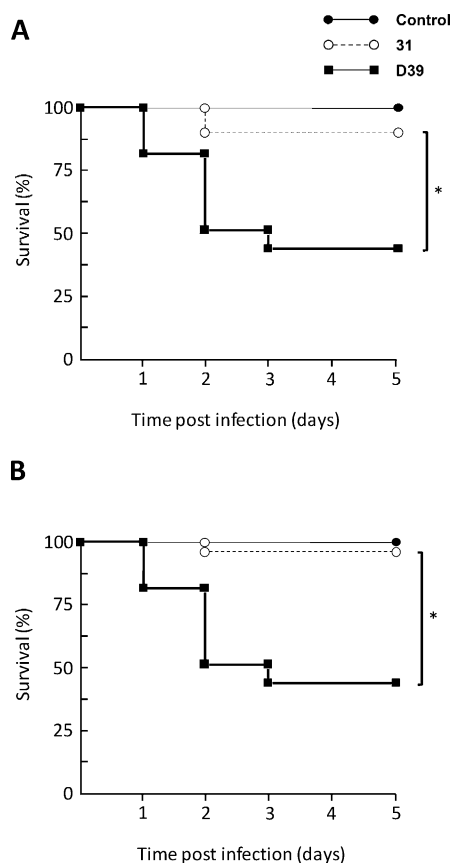 A
Control
31
D39
100
75
50
25
0
Survival (%)
*
1 2 3 4 5
Time post infection (days)
B
100
75
50
25
0
Survival (%)
*
1 2 3 4 5
Time post infection (days)